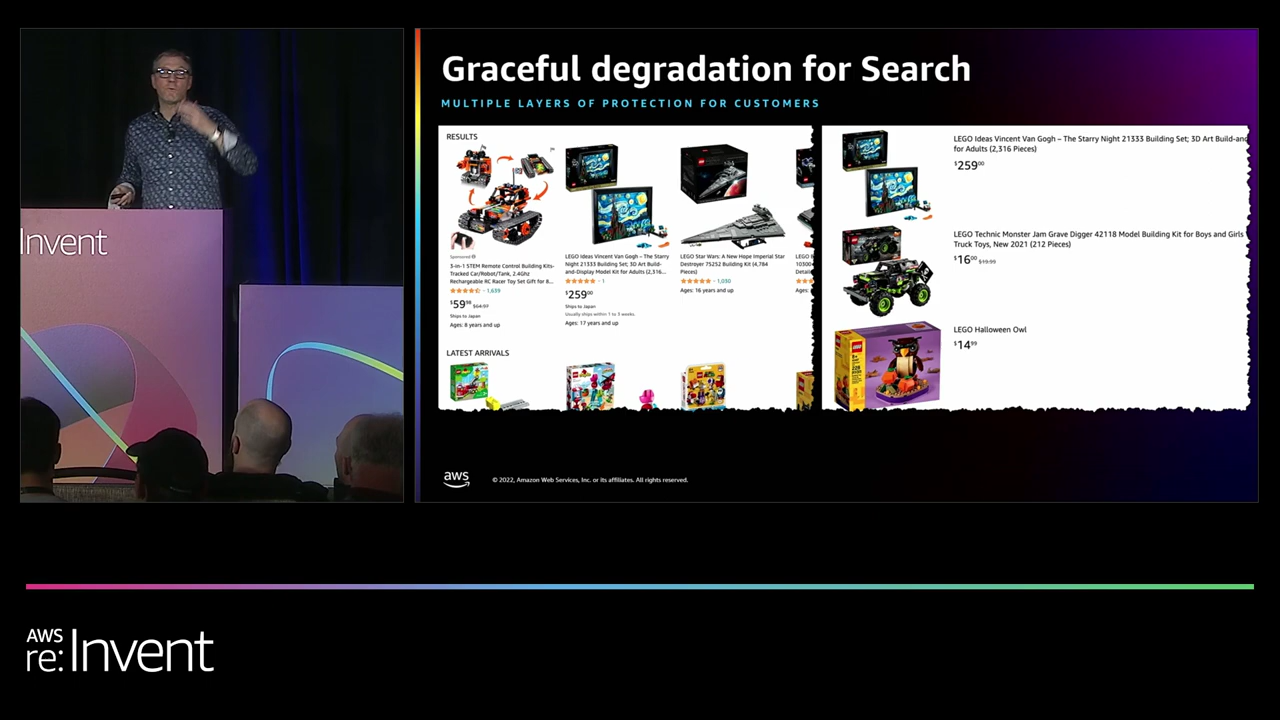 Invent
Graceful degradation for Search
MULTIPLE LAYERS OF PROTECTION FOR CUSTOMERS
RESULTS
Sponsored
3-in-1 STEM Remote Control Building Kits-
Tracked Car/Robot/Tank, 2.4Ghz
Rechargeable RC Racer Toy Set Gift for 8...
1,639
$59 98 $64.97
Ships to Japan
Ages: 8 years and up
LEGO Ideas Vincent Van Gogh – The Starry
Night 21333 Building Set; 3D Art Build-
and-Display Model Kit for Adults (2,316...
1
$259 00
Ships to Japan
Usually ships within 1 to 3 weeks.
Ages: 17 years and up
LEGO Star Wars: A New Hope Imperial Star
Destroyer 75252 Building Kit (4,784
Pieces)
1,030
Ages: 16 years and up
LEGO
10300
Detail
Ages:
LATEST ARRIVALS
LEGO Ideas Vincent Van Gogh – The Starry Night 21333 Building Set; 3D Art Build-and
for Adults (2,316 Pieces)
$259 00
LEGO Technic Monster Jam Grave Digger 42118 Model Building Kit for Boys and Girls
Truck Toys, New 2021 (212 Pieces)
$16 00 $19.99
LEGO Halloween Owl
$14 99
aws
© 2022, Amazon Web Services, Inc. or its affiliates. All rights reserved.
AWS
re:Invent